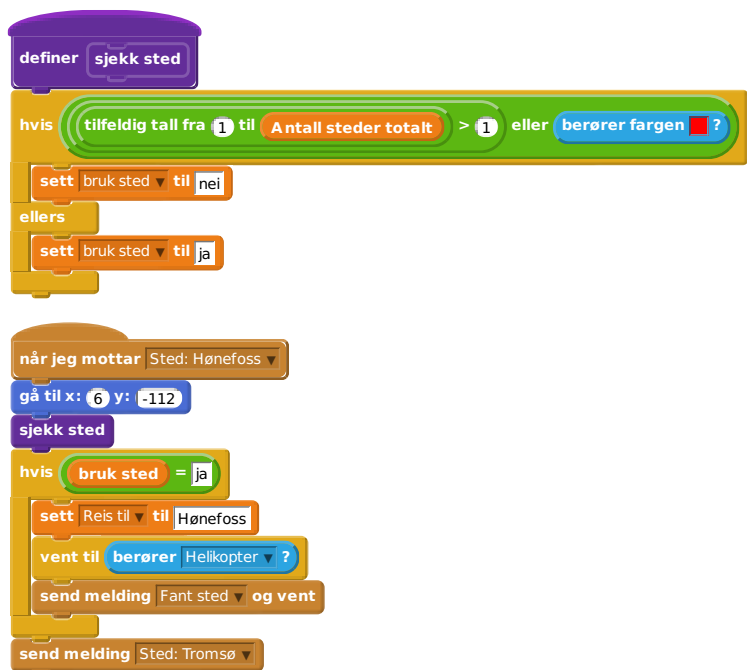 definer sjekk sted
hvis tilfeldig tall fra 1 til Antall steder totalt > 1 eller berører fargen ?
sett bruk sted ▾ til nei
ellers
sett bruk sted ▾ til ja
når jeg mottar Sted: Hønefoss ▾
gå til x: 6 y: -112
sjekk sted
hvis bruk sted = ja
sett Reis til ▾ til Hønefoss
vent til berører Helikopter ▾ ?
send melding Fant sted ▾ og vent
send melding Sted: Tromsø ▾